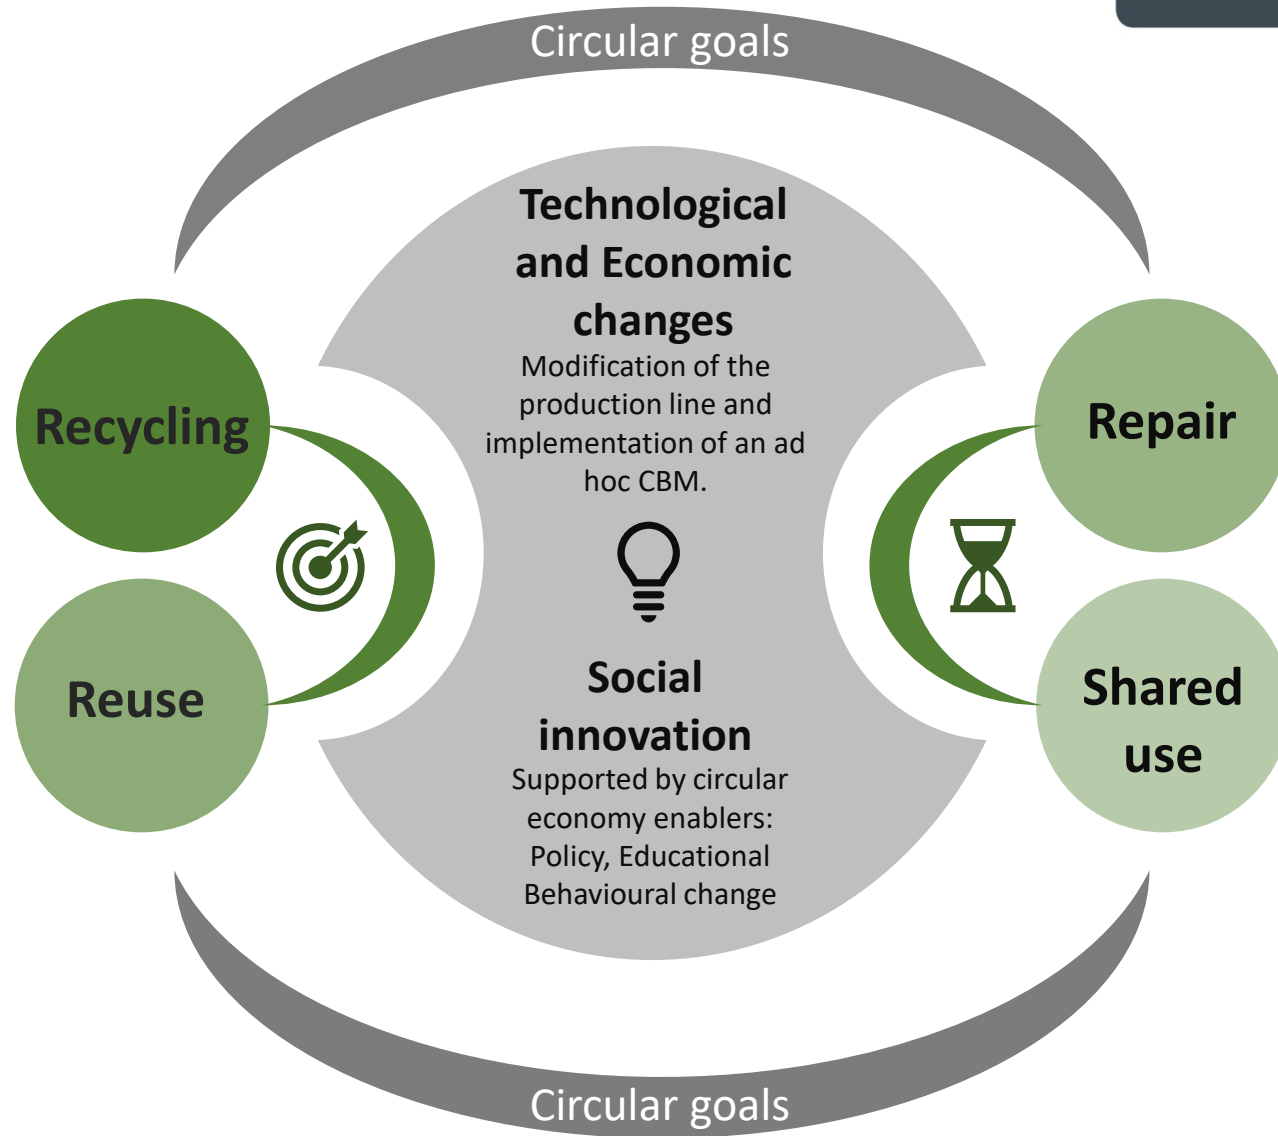 Circular goals
Technological
and Economic
changes
Modification of the
production line and
implementation of an ad
hoc CBM.
Recycling
Repair
Reuse
Shared
use
Social
innovation
Supported by circular
economy enablers:
Policy, Educational
Behavioural change
Circular goals